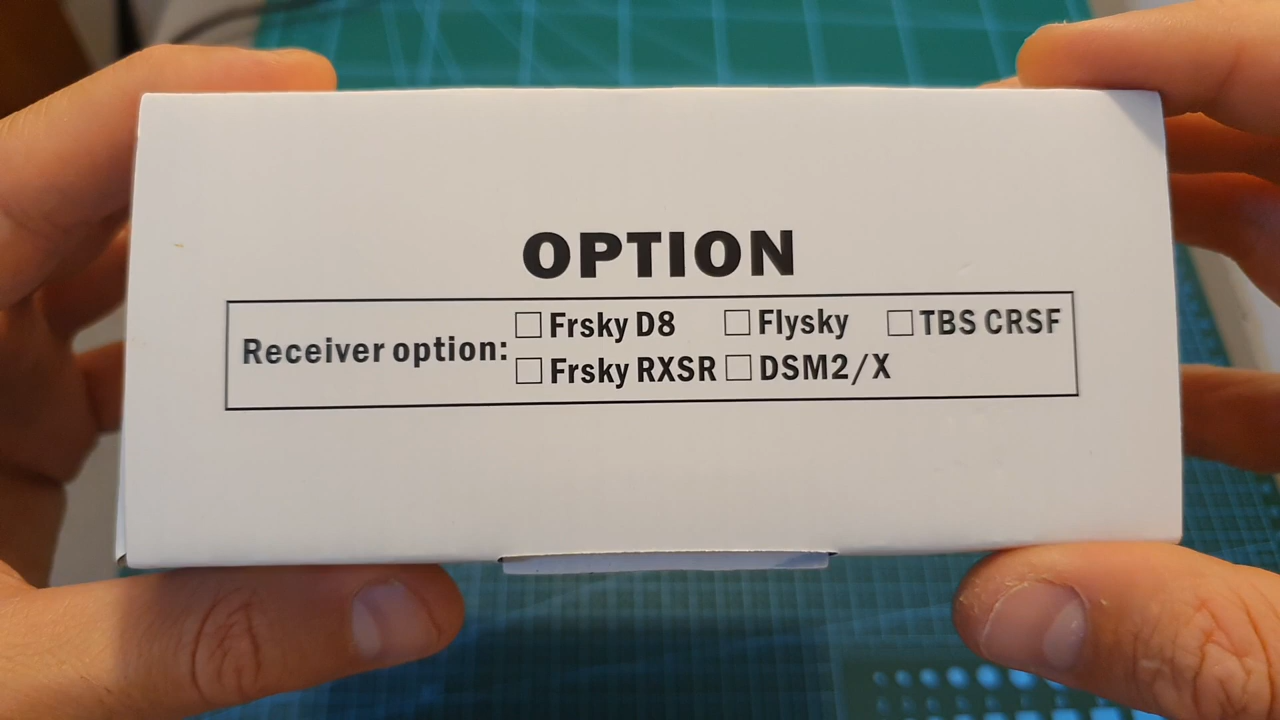 OPTION
Receiver option:
☐ Frsky D8 ☐ Flysky ☐ TBS CRSF
☐ Frsky RXSR ☐ DSM2/X